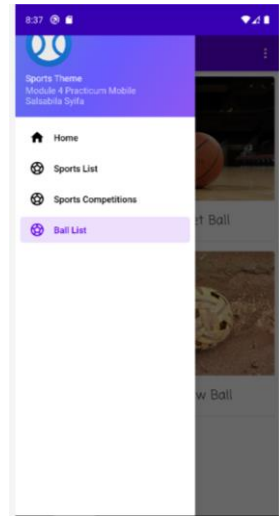 8:37
Sports Theme
Module 4 Practicum Mobile
Salsabila Syifa
Home
Sports List
Sports Competitions
Ball List
Ball
w Ball